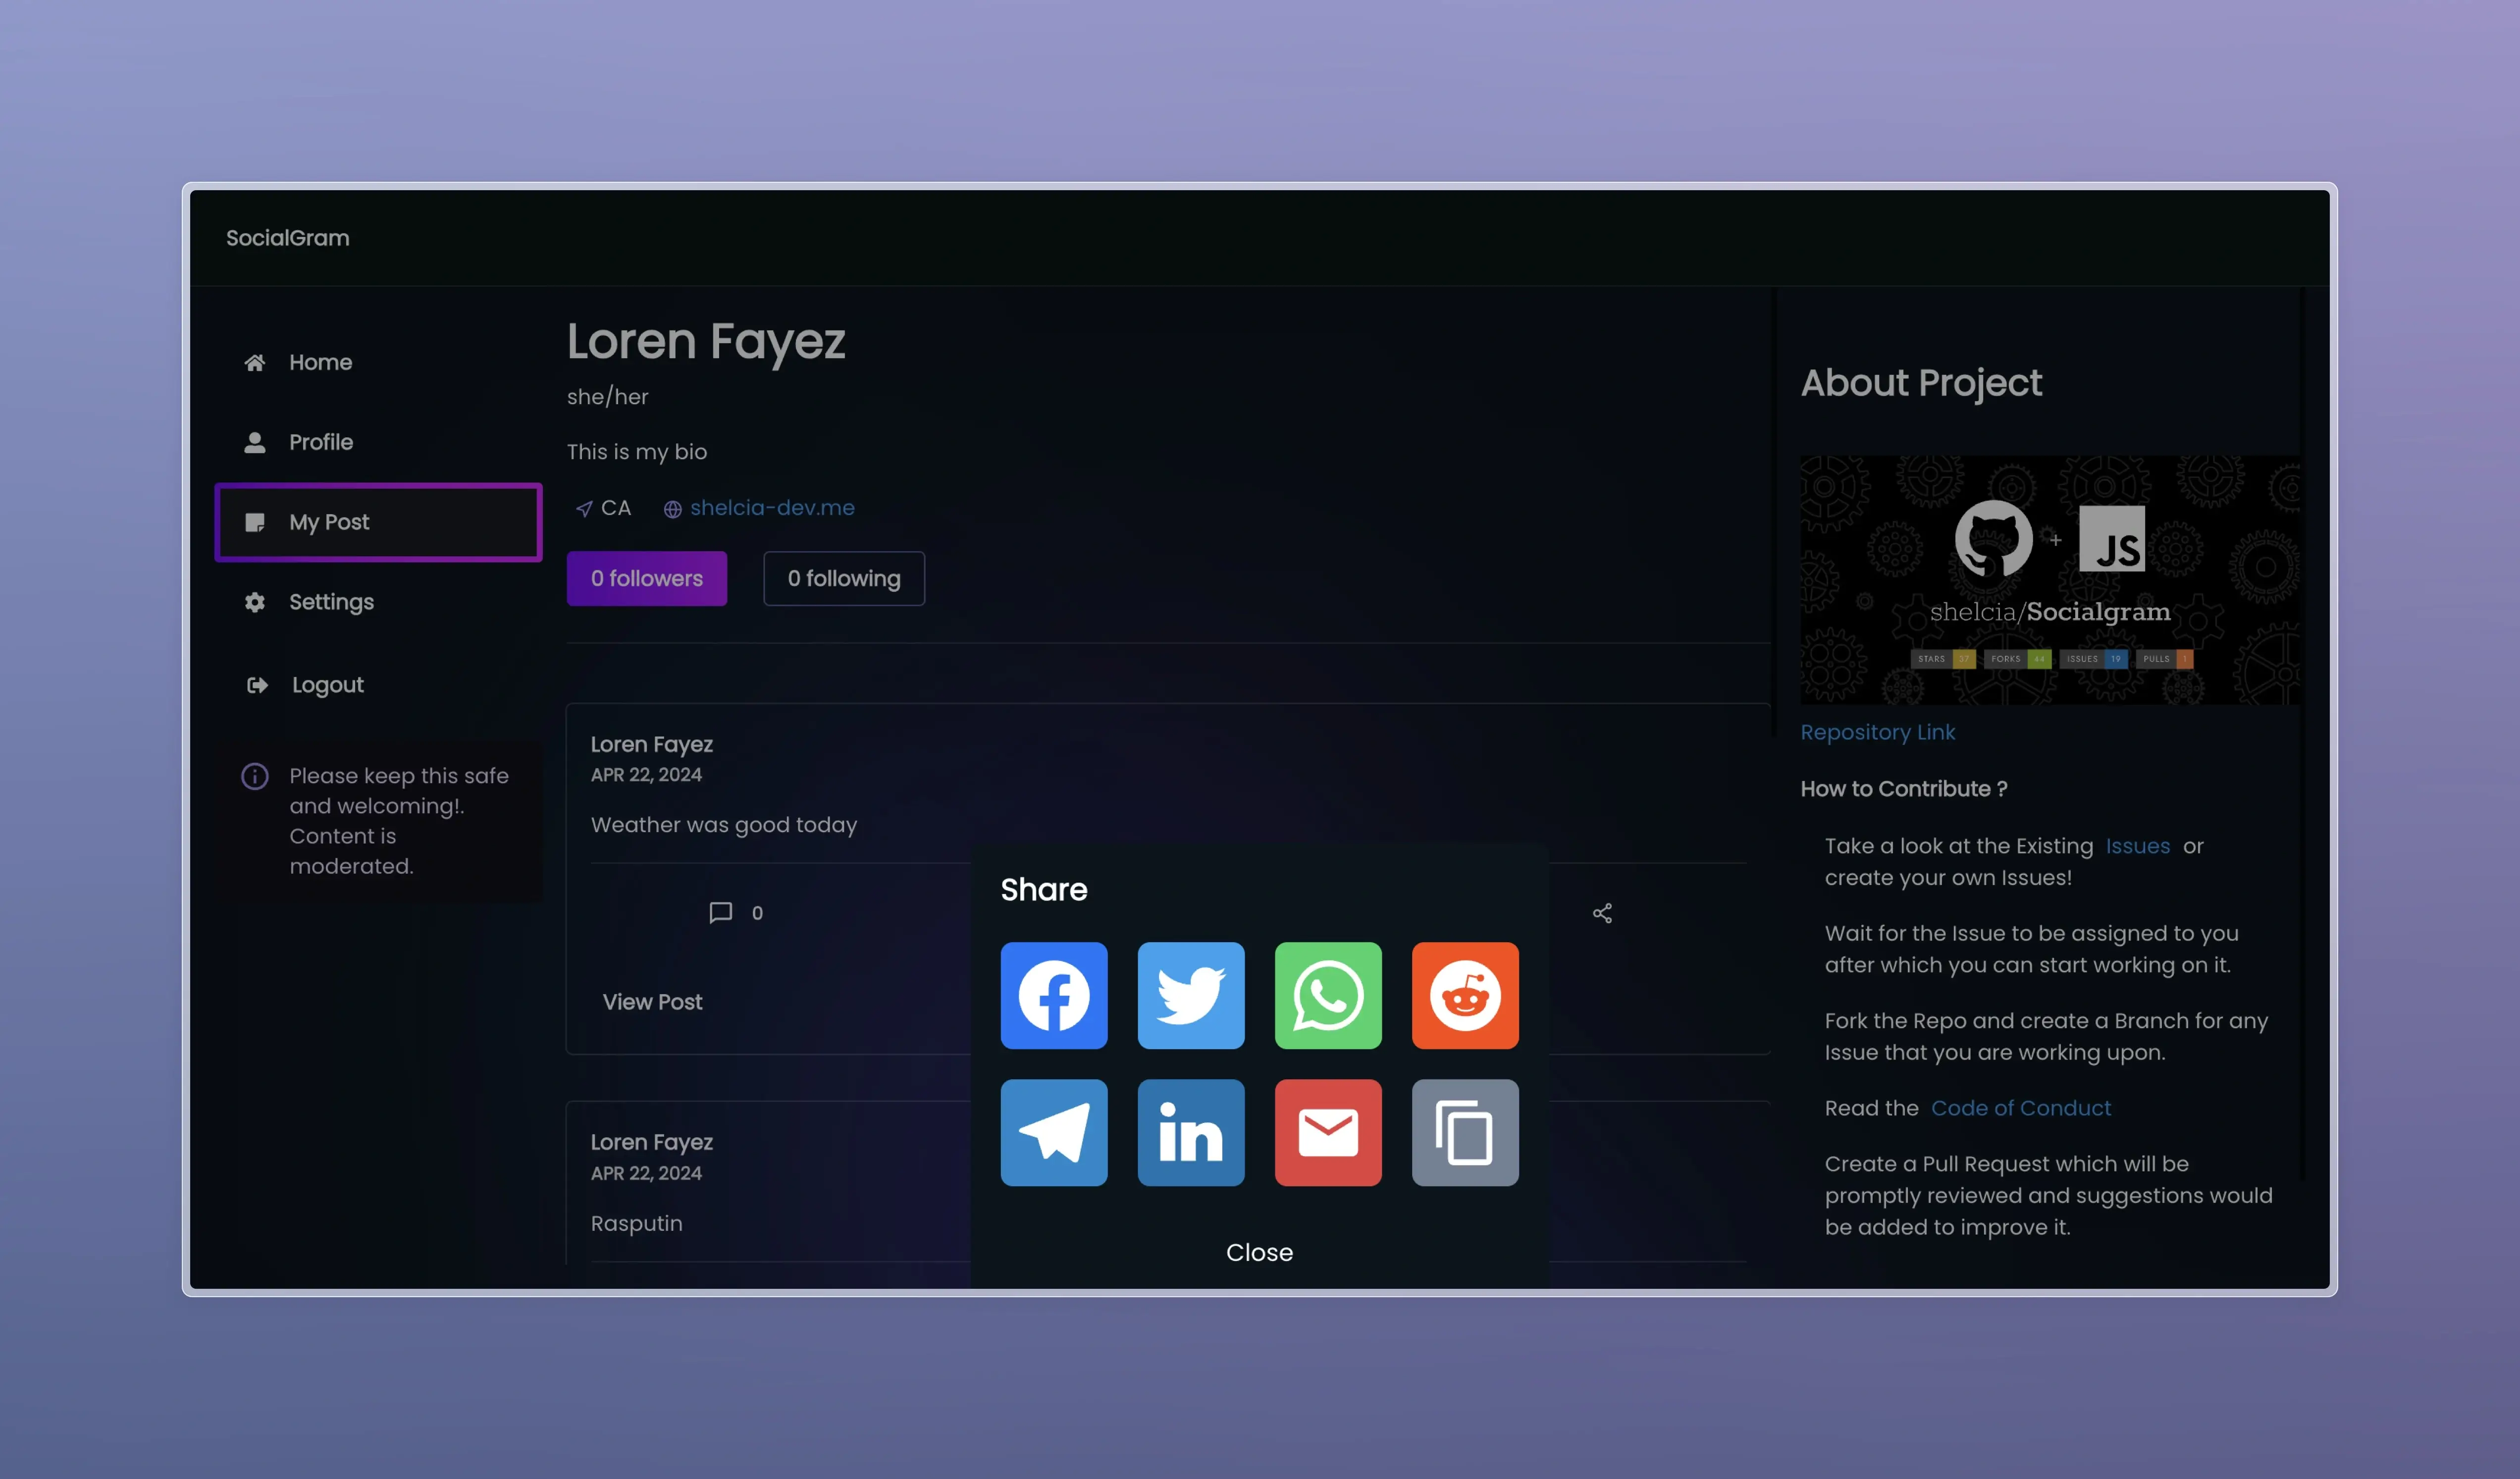 SocialGram
Home
Profile
My Post
Settings
Logout
Please keep this safe
and welcoming!.
Content is
moderated.
Loren Fayez
she/her
This is my bio
CA
shelcia-dev.me
0 followers
0 following
Loren Fayez
APR 22, 2024
Weather was good today
0
View Post
Loren Fayez
APR 22, 2024
Rasputin
Share
in
Close
About Project
+
JS
shelcia/Socialgram
STARS 37 FORKS 44 ISSUES 19 PULLS 1
Repository Link
How to Contribute ?
Take a look at the Existing Issues or
create your own Issues!
Wait for the Issue to be assigned to you
after which you can start working on it.
Fork the Repo and create a Branch for any
Issue that you are working upon.
Read the Code of Conduct
Create a Pull Request which will be
promptly reviewed and suggestions would
be added to improve it.